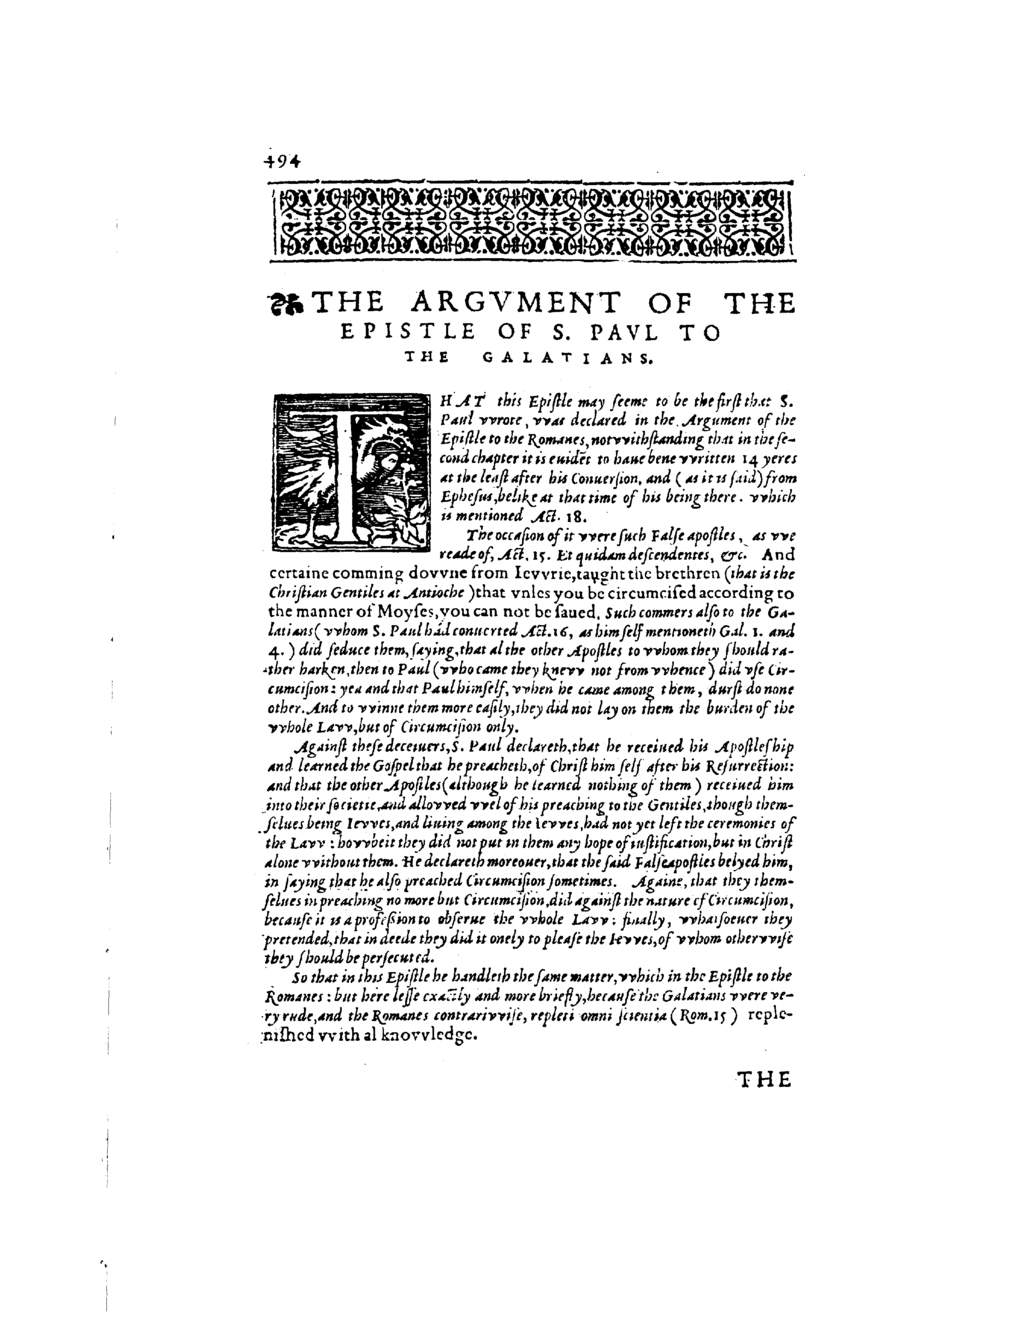 494
THE ARGVMENT OF THE
EPISTLE OF S. PAVL TO
THE GALATIANS.
THAT this Epiſtle may ſeeme to be the firſt that S.
Paul vvrote, vvas declared in the Argument of the
Epiſtle to the Romanes, notvvithſtanding that in the ſe-
cond chapter it is euidēt to haue bene vvritten 14 yeres
at the leaſt after his Conuerſion, and (as it is ſaid) from
Epheſus, belike at that time of his being there. vvhich
is mentioned Act. 18.
The occaſion of it vvere ſuch Falſe apoſtles, as vve
reade of, Act. 15. Et quidam deſcendentes, &c. And
certaine comming dovvne from Ievvrie, taught the brethren (that is the
Chriſtian Gentiles at Antioche) that vnles you be circumciſed according to
the manner of Moyſes, you can not be ſaued. Such commers alſo to the Ga-
latians (vvhom S. Paul had conuerted Act. 16, as him ſelf mentioneth Gal. 1. and
4.) did ſeduce them, ſaying, that al the other Apoſtles to vvhom they ſhould ra-
ther harken, then to Paul (vvho came they knevv not from vvhence) did vſe Cir-
cumciſion: yea and that Paul himſelf, vvhen he came among them, durſt do none
other. And to vvinne them more eaſily, they did not lay on them the burden of the
vvhole Lavv, but of Circumciſion only.
Againſt theſe deceiuers, S. Paul declareth, that he receiued his Apoſtleſhip
and learned the Goſpel that he preacheth, of Chriſt him ſelf after his Reſurrection:
and that the other Apoſtles (although he learned nothing of them) receiued him
into their ſocietie, and allovved vvel of his preaching to the Gentiles, though them-
ſelues being Ievves, and liuing among the Ievves, had not yet left the ceremonies of
the Lavv: hovvbeit they did not put in them any hope of iuſtification, but in Chriſt
alone vvithout them. He declareth moreouer, that the ſaid Falſeapoſtles belyed him,
in ſaying that he alſo preached Circumciſion ſometimes. Againe, that they them-
ſelues in preaching no more but Circumciſion, did againſt the nature of Circumciſion,
becauſe it is a profeſsion to obſerue the vvhole Lavv: finally, vvhatſoeuer they
pretended, that in deede they did it onely to pleaſe the Ievves, of vvhom othervviſe
they ſhould be perſecuted.
So that in this Epiſtle he handleth the ſame matter, vvhich in the Epiſtle to the
Romanes: but here leſſe exactly and more briefly, becauſe the Galatians vvere ve-
ry rude, and the Romanes contrarivviſe, repleti omni ſcientia (Rom. 15) reple-
niſhed vvith al knovvledge.
THE